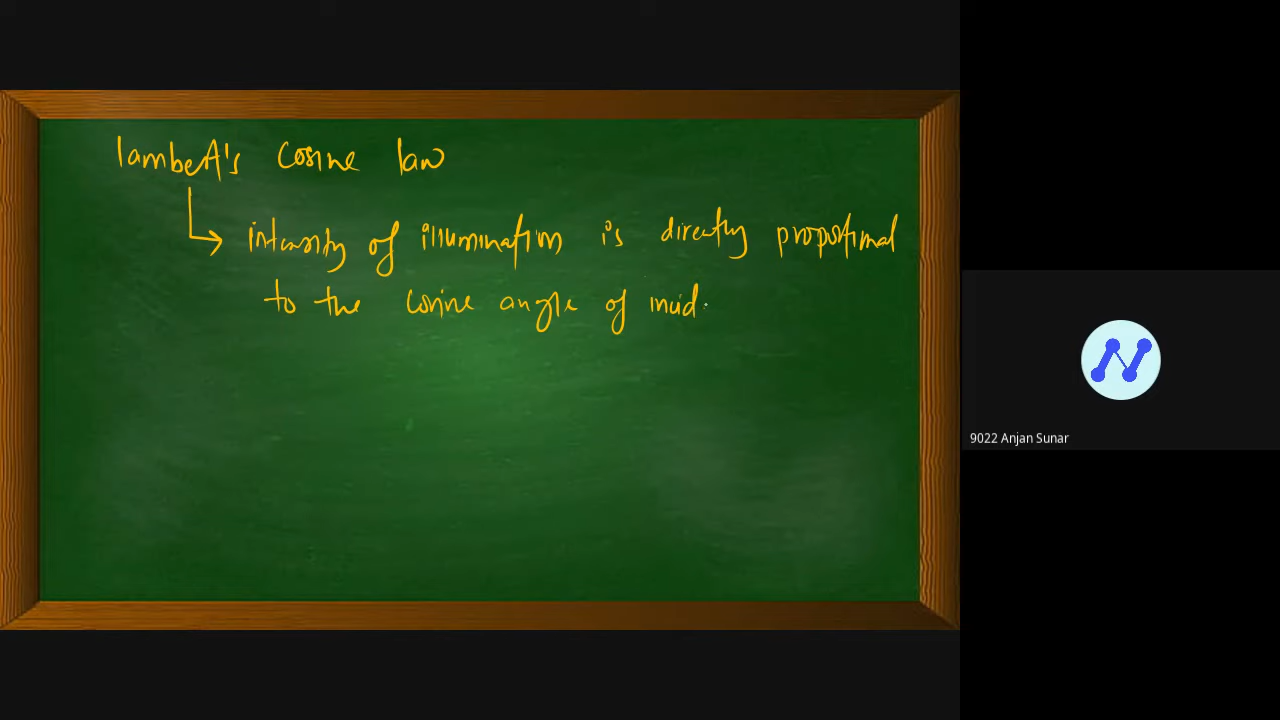 lambert's cosine law
intensity of illumination is directly proportional
to the cosine angle of incid
9022 Anjan Sunar